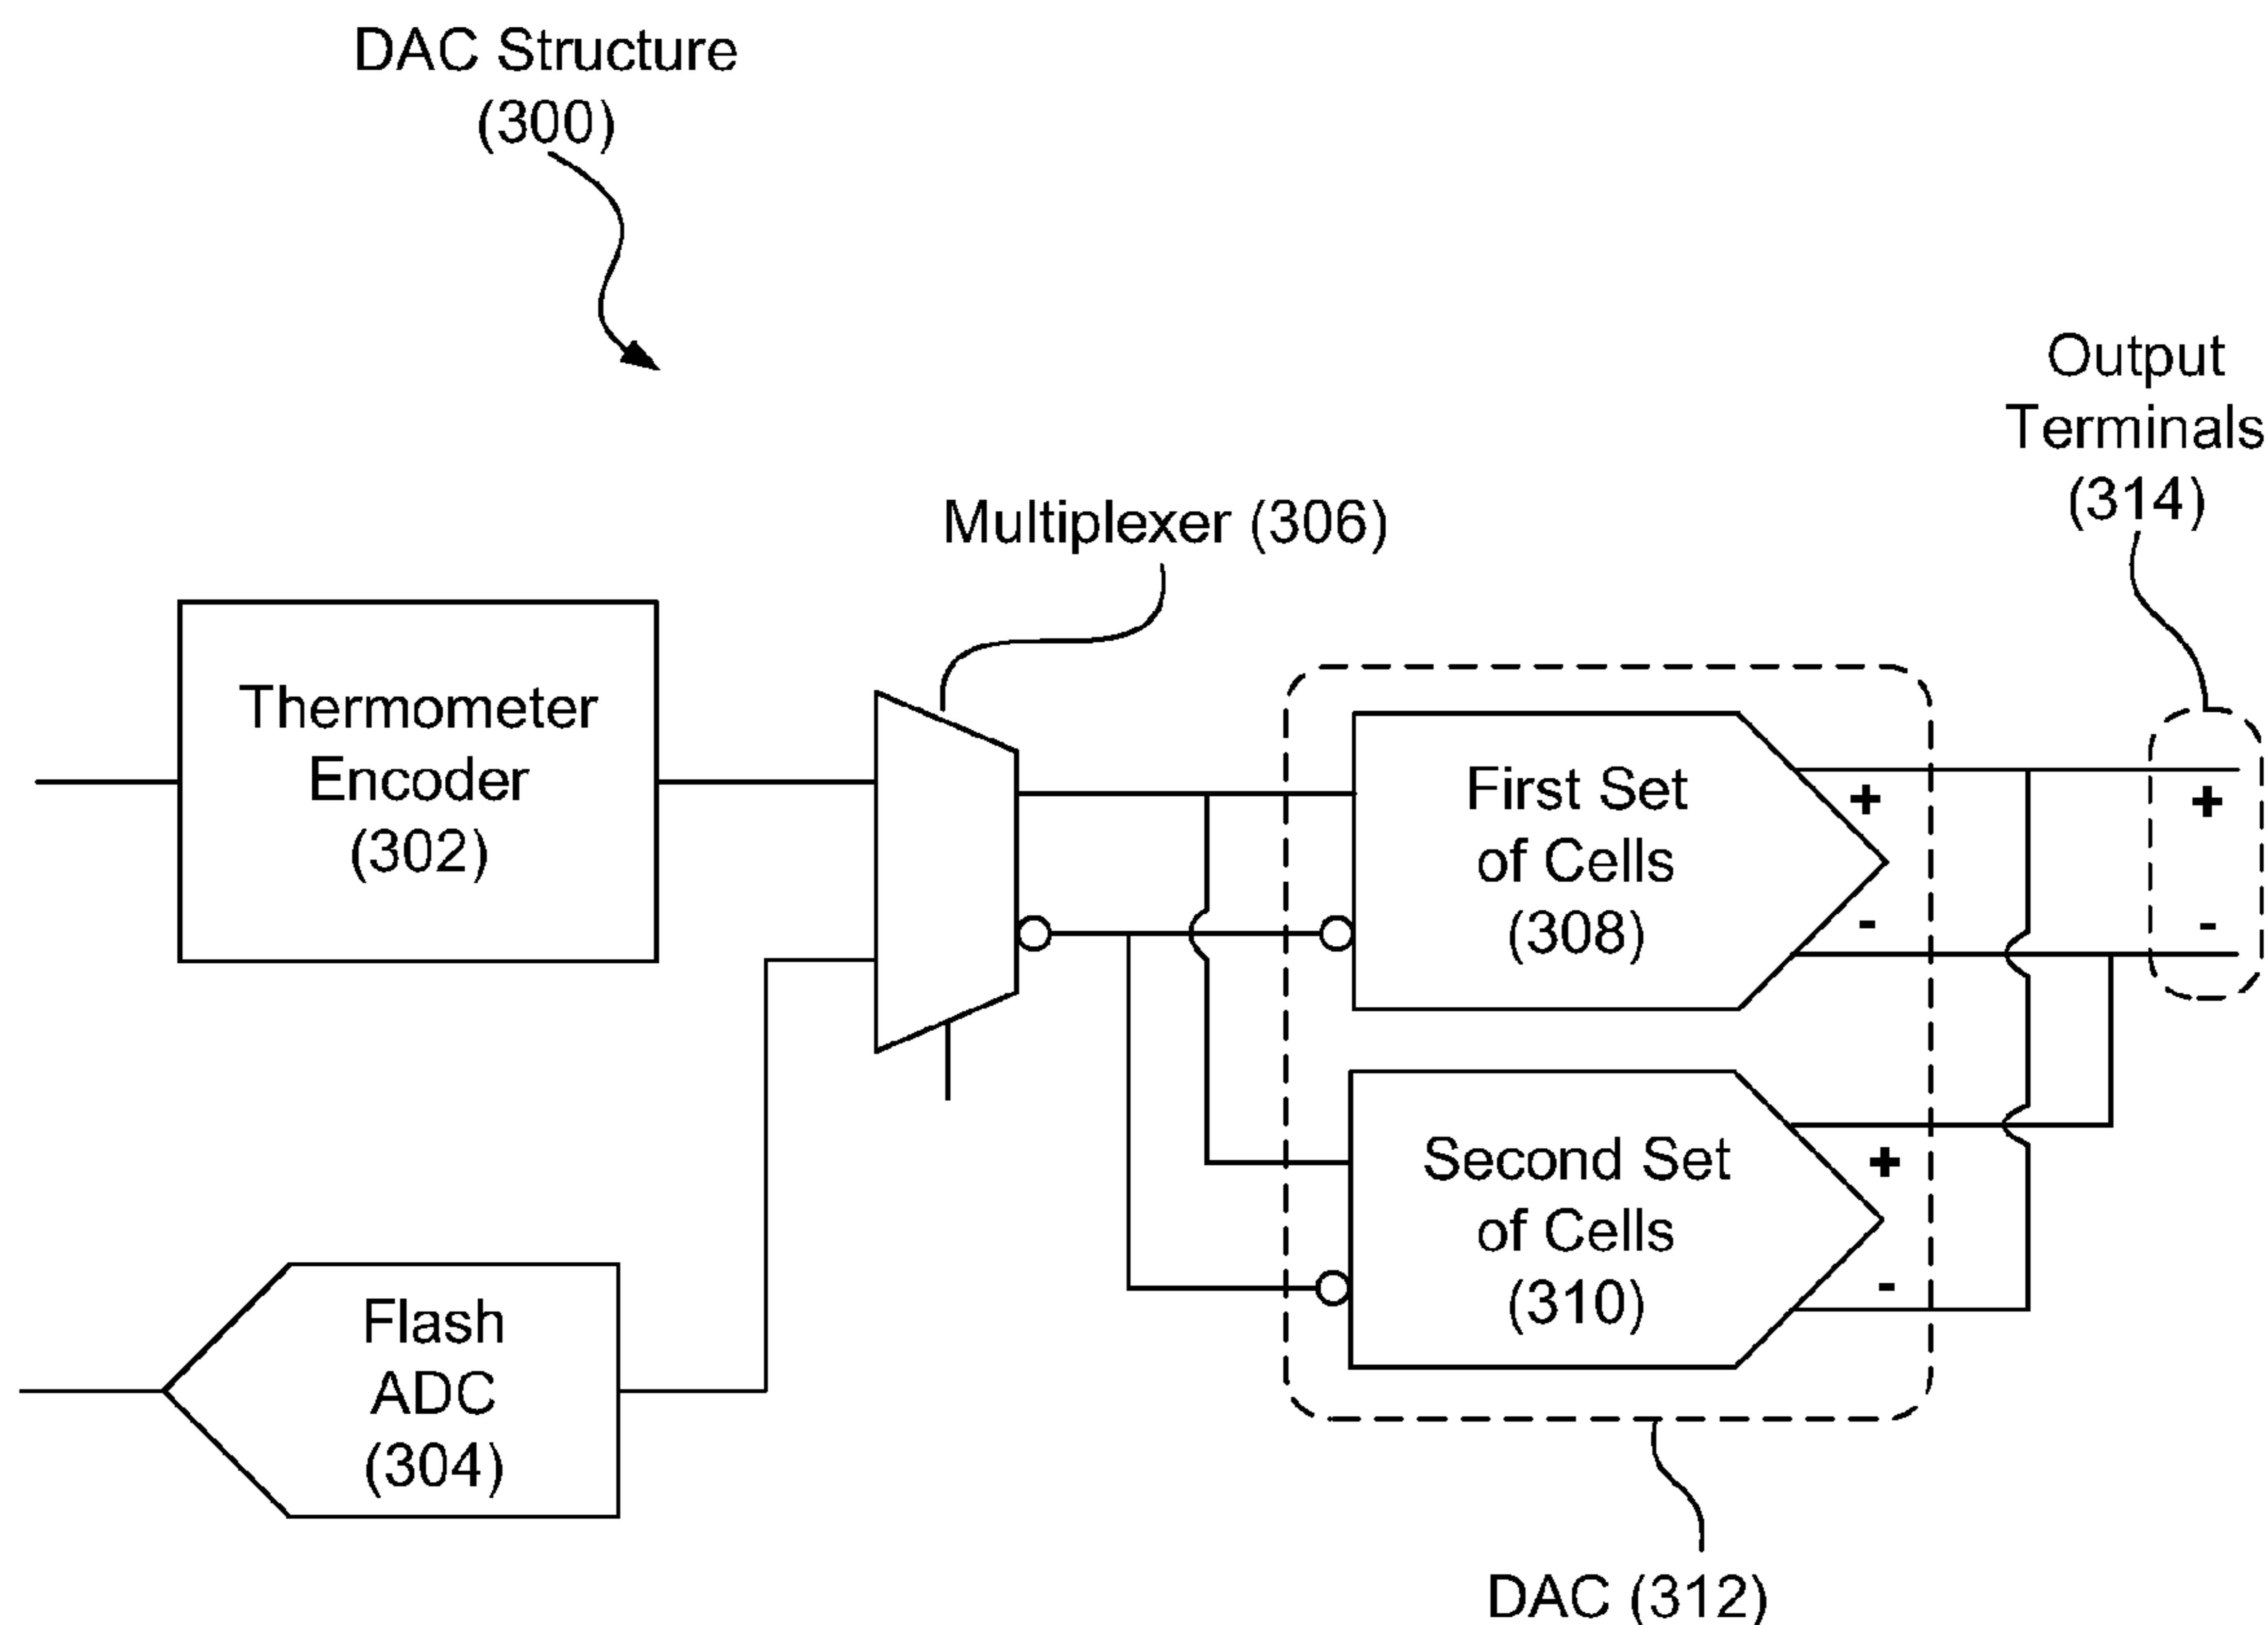 DAC Structure
(300)
Output
Terminals
(314)
Multiplexer (306)
Thermometer
Encoder
(302)
First Set
of Cells
(308)
+
-
+
-
Second Set
of Cells
(310)
+
-
Flash
ADC
(304)
DAC (312)